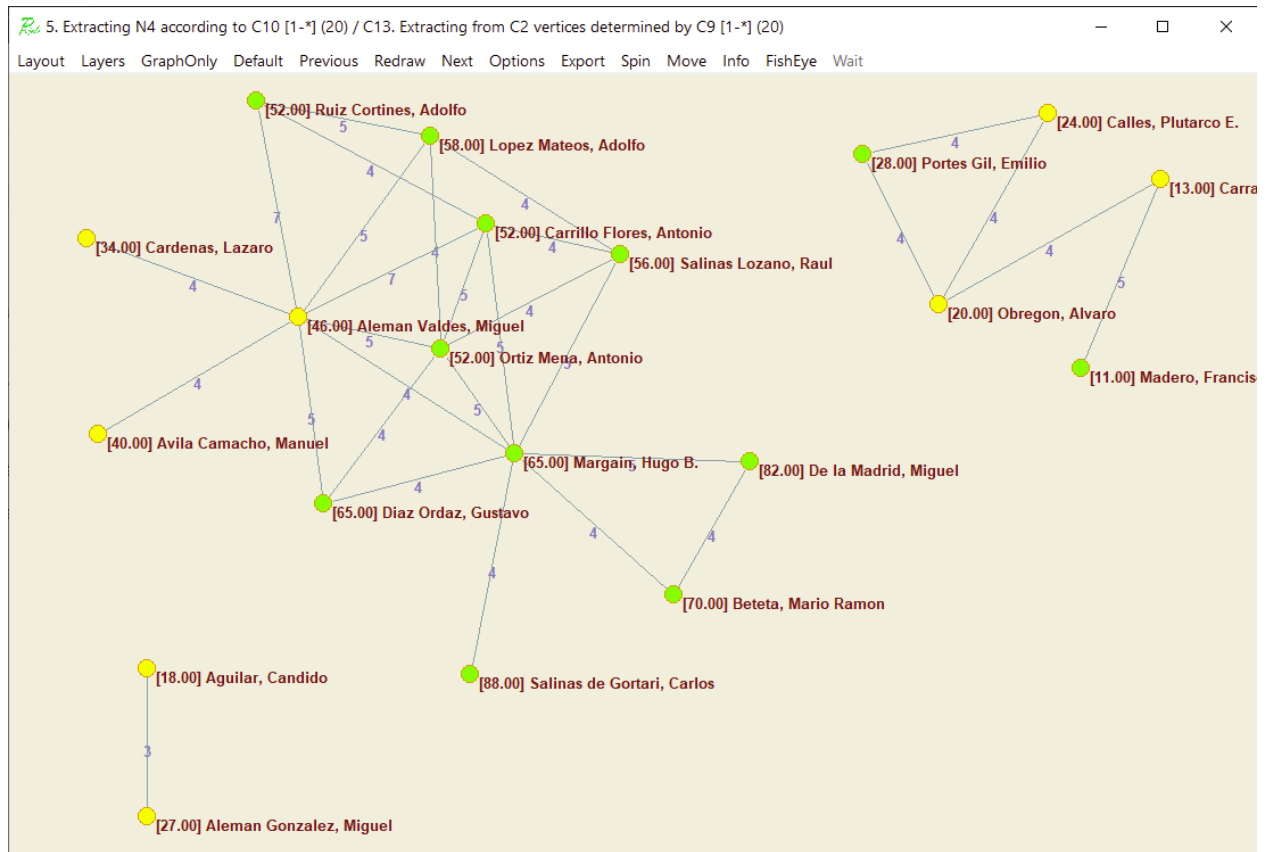 5. Extracting N4 according to C10 [1-*] (20) / C13. Extracting from C2 vertices determined by C9 [1-*] (20)
Layout Layers GraphOnly Default Previous Redraw Next Options Export Spin Move Info FishEye Wait
[52.00] Ruiz Cortines, Adolfo
5
[58.00] Lopez Mateos, Adolfo
[24.00] Calles, Plutarco E.
4
[28.00] Portes Gil, Emilio
4
[13.00] Carra
4
7
4
[52.00] Carrillo Flores, Antonio
4
5
4
4
4
[34.00] Cardenas, Lazaro
4
[56.00] Salinas Lozano, Raul
7
4
5
5
4
[20.00] Obregon, Alvaro
[46.00] Aleman Valdes, Miguel
5
5
[52.00] Ortiz Mena, Antonio
5
[11.00] Madero, Francis
4
4
5
5
4
[40.00] Avila Camacho, Manuel
[65.00] Margain, Hugo B.
5
[82.00] De la Madrid, Miguel
4
[65.00] Diaz Ordaz, Gustavo
4
4
4
[70.00] Beteta, Mario Ramon
[18.00] Aguilar, Candido
[88.00] Salinas de Gortari, Carlos
3
[27.00] Aleman Gonzalez, Miguel